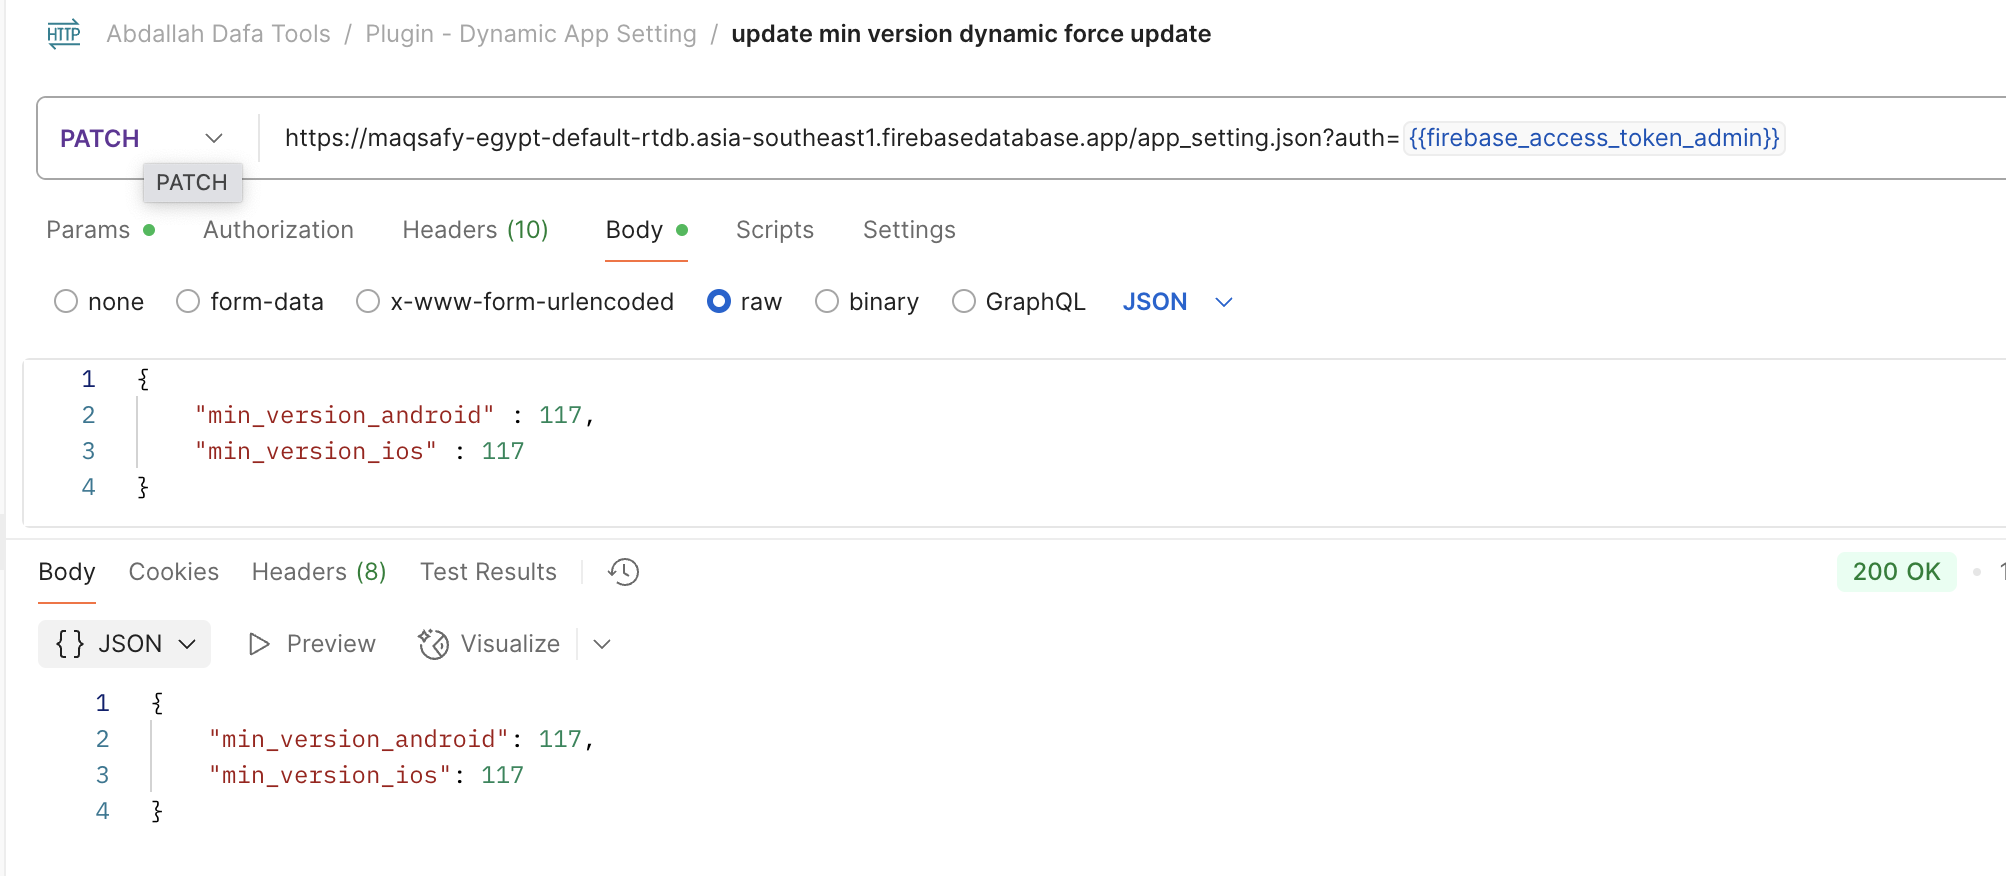 HTTP Abdallah Dafa Tools / Plugin - Dynamic App Setting / update min version dynamic force update
PATCH https://maqsafy-egypt-default-rtdb.asia-southeast1.firebasedatabase.app/app_setting.json?auth= {{firebase_access_token_admin}}
PATCH
Params Authorization Headers (10) Body Scripts Settings
none form-data x-www-form-urlencoded raw binary GraphQL JSON
1 {
2 "min_version_android" : 117,
3 "min_version_ios" : 117
4 }
Body Cookies Headers (8) Test Results 200 OK
{} JSON Preview Visualize
1 {
2 "min_version_android": 117,
3 "min_version_ios": 117
4 }